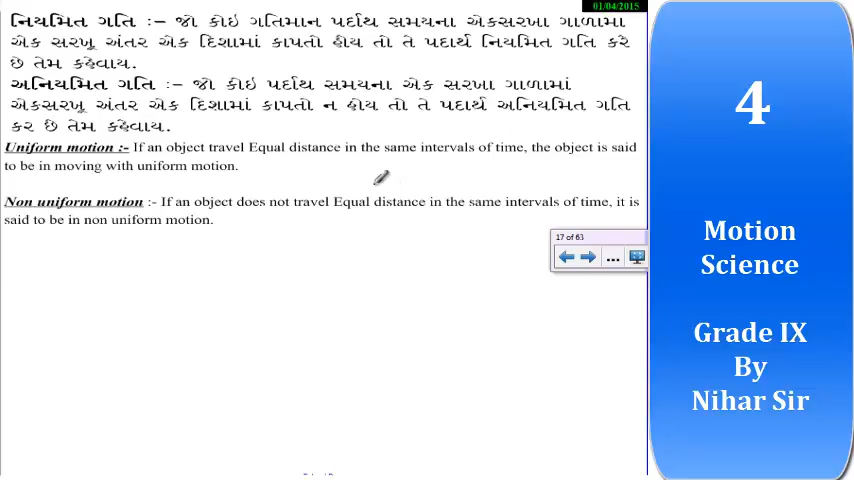 01/04/2015
નિયમિત ગતિ :– જો કોઇ ગતિમાન પર્દાથ સમયના એકસરખા ગાળામા
એક સરખૂ અંતર એક દિશામાં કાપતો હોય તો તે પદાર્થ નિયમિત ગતિ કરે
છે તેમ કહેવાય.
અનિયમિત ગતિ :– જો કોઇ પર્દાથ સમયના એક સરખા ગાળામાં
એકસરખૂ અંતર એક દિશામાં કાપતો ન હોય તો તે પદાર્થ અનિયમિત ગતિ
કર છે તેમ કહેવાય.
Uniform motion :- If an object travel Equal distance in the same intervals of time, the object is said
to be in moving with uniform motion.
Non uniform motion :- If an object does not travel Equal distance in the same intervals of time, it is
said to be in non uniform motion.
17 of 63
...
4
Motion
Science
Grade IX
By
Nihar Sir